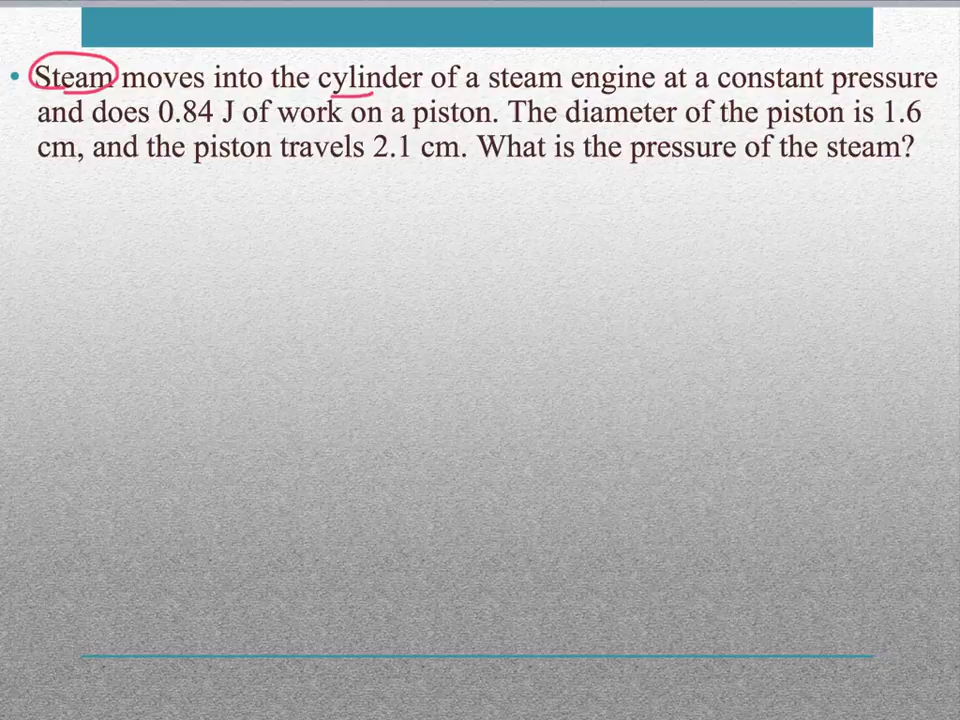 • Steam moves into the cylinder of a steam engine at a constant pressure
and does 0.84 J of work on a piston. The diameter of the piston is 1.6
cm, and the piston travels 2.1 cm. What is the pressure of the steam?